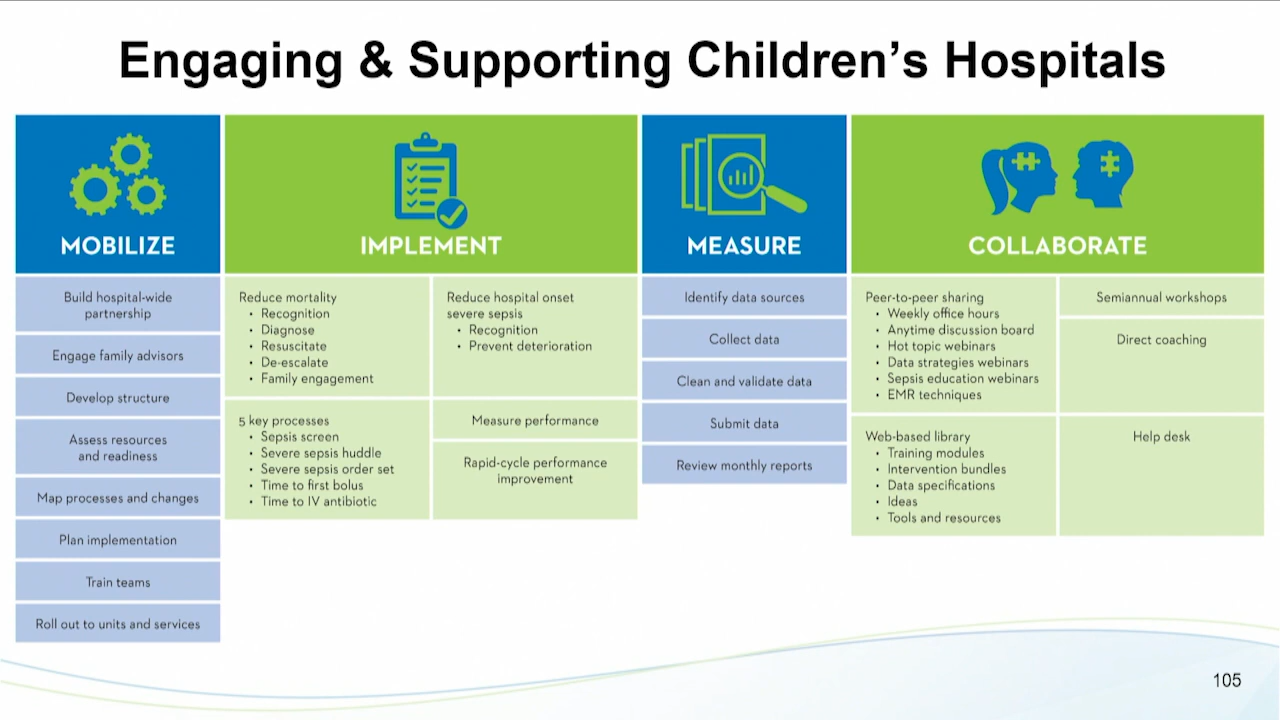 Engaging & Supporting Children’s Hospitals
MOBILIZE
Build hospital-wide
partnership
Engage family advisors
Develop structure
Assess resources
and readiness
Map processes and changes
Plan implementation
Train teams
Roll out to units and services
IMPLEMENT
Reduce mortality
• Recognition
• Diagnose
• Resuscitate
• De-escalate
• Family engagement
Reduce hospital onset
severe sepsis
• Recognition
• Prevent deterioration
5 key processes
• Sepsis screen
• Severe sepsis huddle
• Severe sepsis order set
• Time to first bolus
• Time to IV antibiotic
Measure performance
Rapid-cycle performance
improvement
MEASURE
Identify data sources
Collect data
Clean and validate data
Submit data
Review monthly reports
COLLABORATE
Peer-to-peer sharing
• Weekly office hours
• Anytime discussion board
• Hot topic webinars
• Data strategies webinars
• Sepsis education webinars
• EMR techniques
Semiannual workshops
Direct coaching
Web-based library
• Training modules
• Intervention bundles
• Data specifications
• Ideas
• Tools and resources
Help desk
105